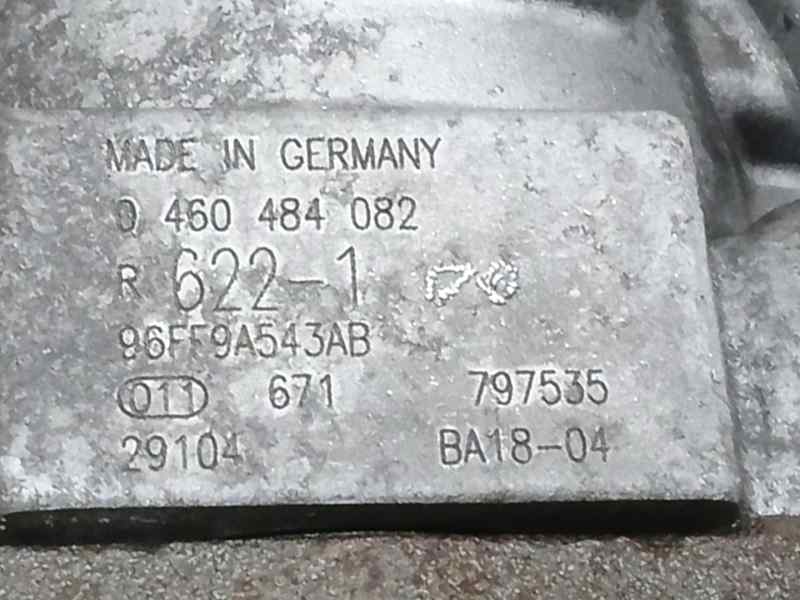 MADE IN GERMANY
0 460 484 082
R 622-1
96FF9A543AB
011 671 797535
29104 BA18-04